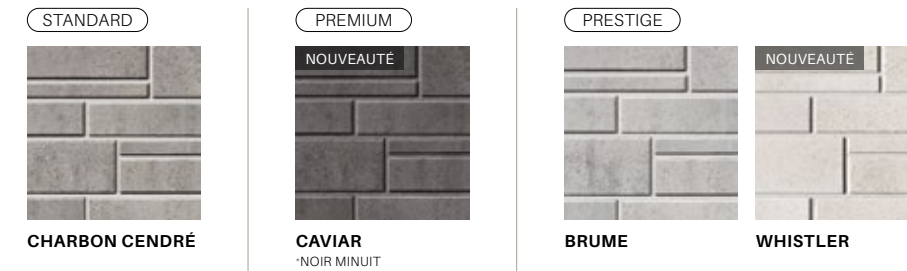 STANDARD
PREMIUM
PRESTIGE
NOUVEAUTÉ
NOUVEAUTÉ
CHARBON CENDRÉ
CAVIAR
*NOIR MINUIT
BRUME
WHISTLER